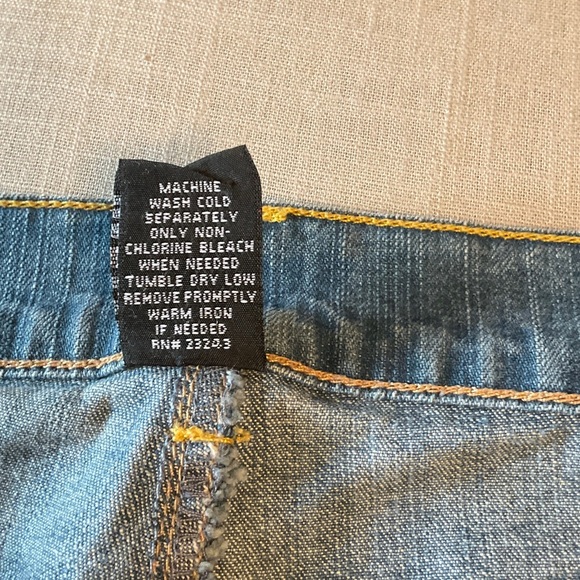 MACHINE
WASH COLD
SEPARATELY
ONLY NON-
CHLORINE BLEACH
WHEN NEEDED
TUMBLE DRY LOW
REMOVE PROMPTLY
WARM IRON
IF NEEDED
RN# 23243